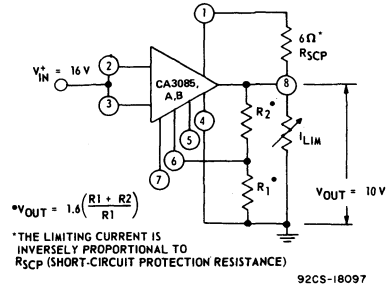 1
6Ω*
RSCP
V+IN = 16 V
2
3
CA3085,
A,B
8
R2•
ILIM
4
5
6
7
R1•
VOUT = 10 V
•VOUT = 1.6(R1 + R2 / R1)
*THE LIMITING CURRENT IS
INVERSELY PROPORTIONAL TO
RSCP (SHORT-CIRCUIT PROTECTION RESISTANCE)
92CS-18097